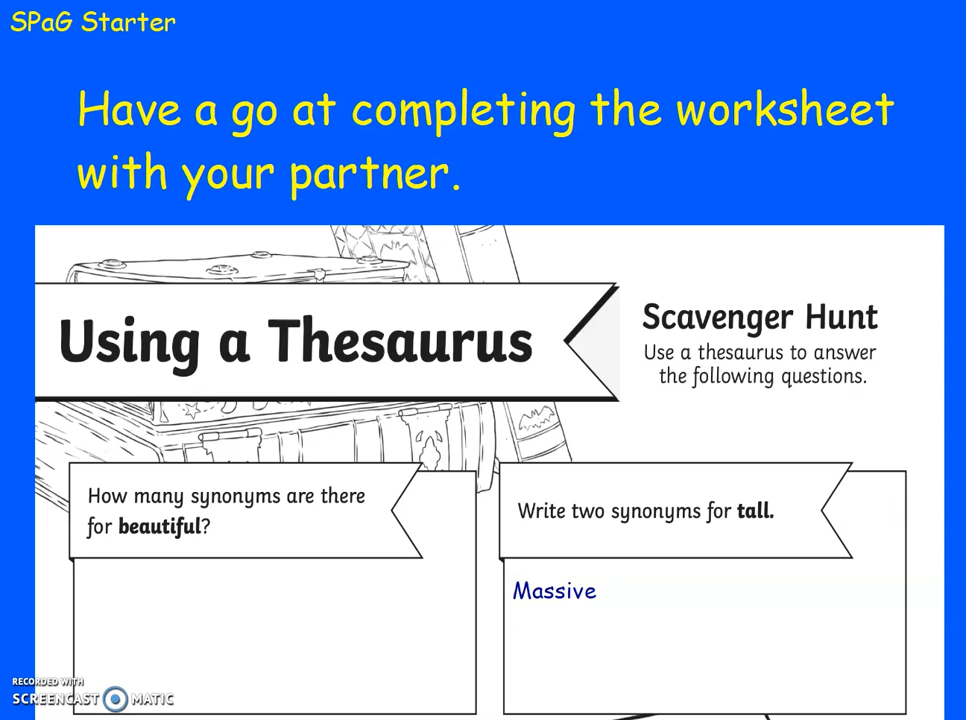 SPaG Starter
Have a go at completing the worksheet
with your partner.
Using a Thesaurus
Scavenger Hunt
Use a thesaurus to answer
the following questions.
How many synonyms are there
for beautiful?
Write two synonyms for tall.
Massive
RECORDED WITH
SCREENCAST MATIC